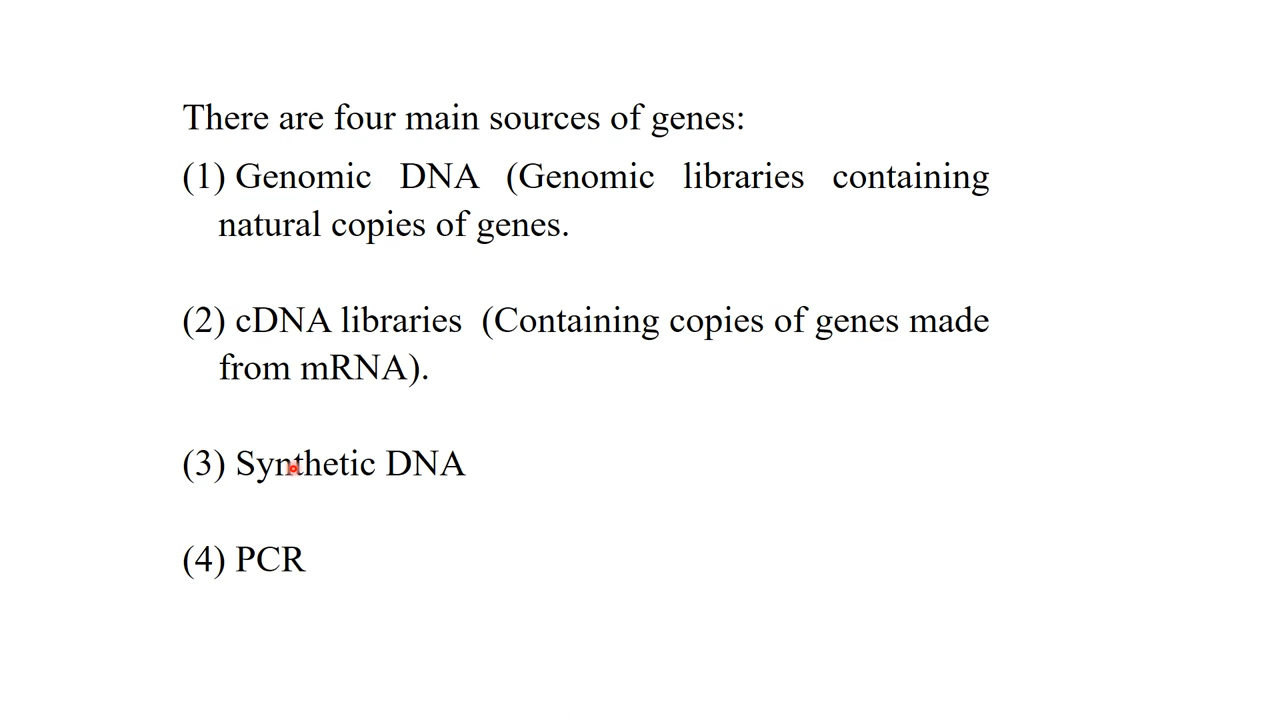 There are four main sources of genes:
(1) Genomic DNA (Genomic libraries containing
natural copies of genes.
(2) cDNA libraries (Containing copies of genes made
from mRNA).
(3) Synthetic DNA
(4) PCR